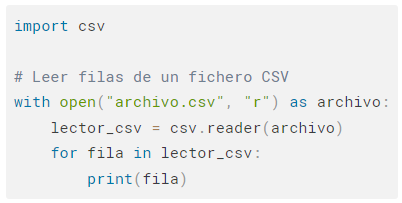 import csv

# Leer filas de un fichero CSV
with open("archivo.csv", "r") as archivo:
    lector_csv = csv.reader(archivo)
    for fila in lector_csv:
        print(fila)